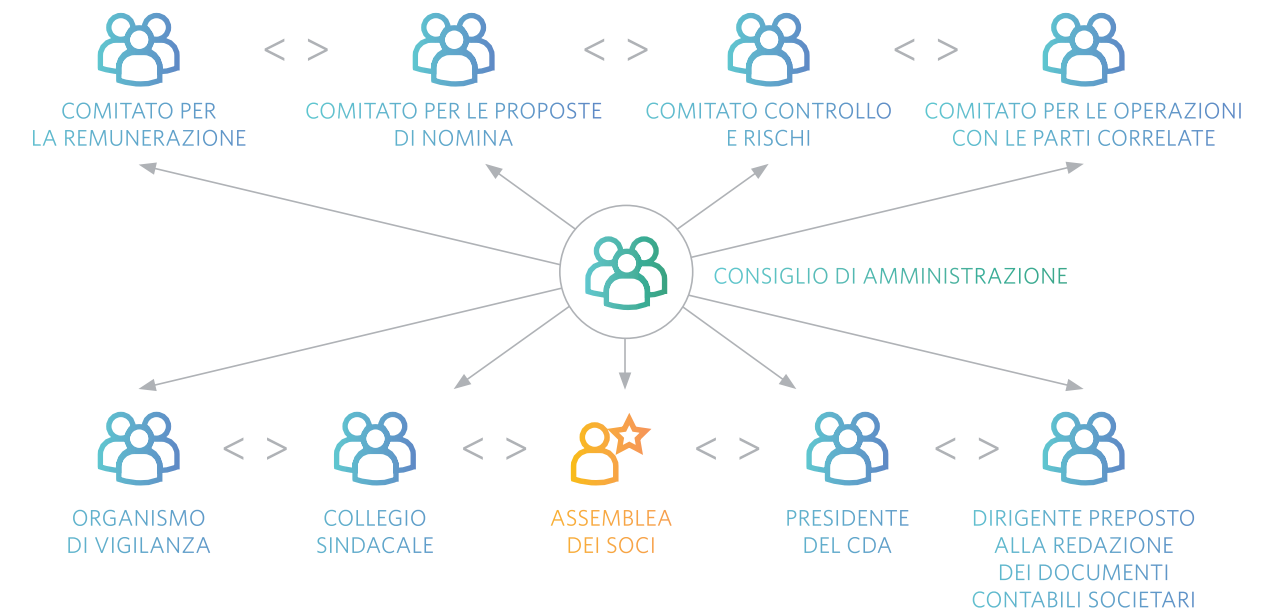 COMITATO PER
LA REMUNERAZIONE
COMITATO PER LE PROPOSTE
DI NOMINA
COMITATO CONTROLLO
E RISCHI
COMITATO PER LE OPERAZIONI
CON LE PARTI CORRELATE
CONSIGLIO DI AMMINISTRAZIONE
ORGANISMO
DI VIGILANZA
COLLEGIO
SINDACALE
ASSEMBLEA
DEI SOCI
PRESIDENTE
DEL CDA
DIRIGENTE PREPOSTO
ALLA REDAZIONE
DEI DOCUMENTI
CONTABILI SOCIETARI